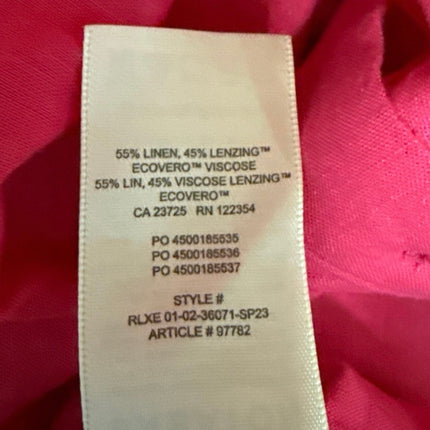 55% LINEN, 45% LENZING™
ECOVERO™ VISCOSE
55% LIN, 45% VISCOSE LENZING™
ECOVERO™
CA 23725 RN 122354
PO 4500185535
PO 4500185536
PO 4500185537
STYLE #
RLXE 01-02-36071-SP23
ARTICLE # 97782